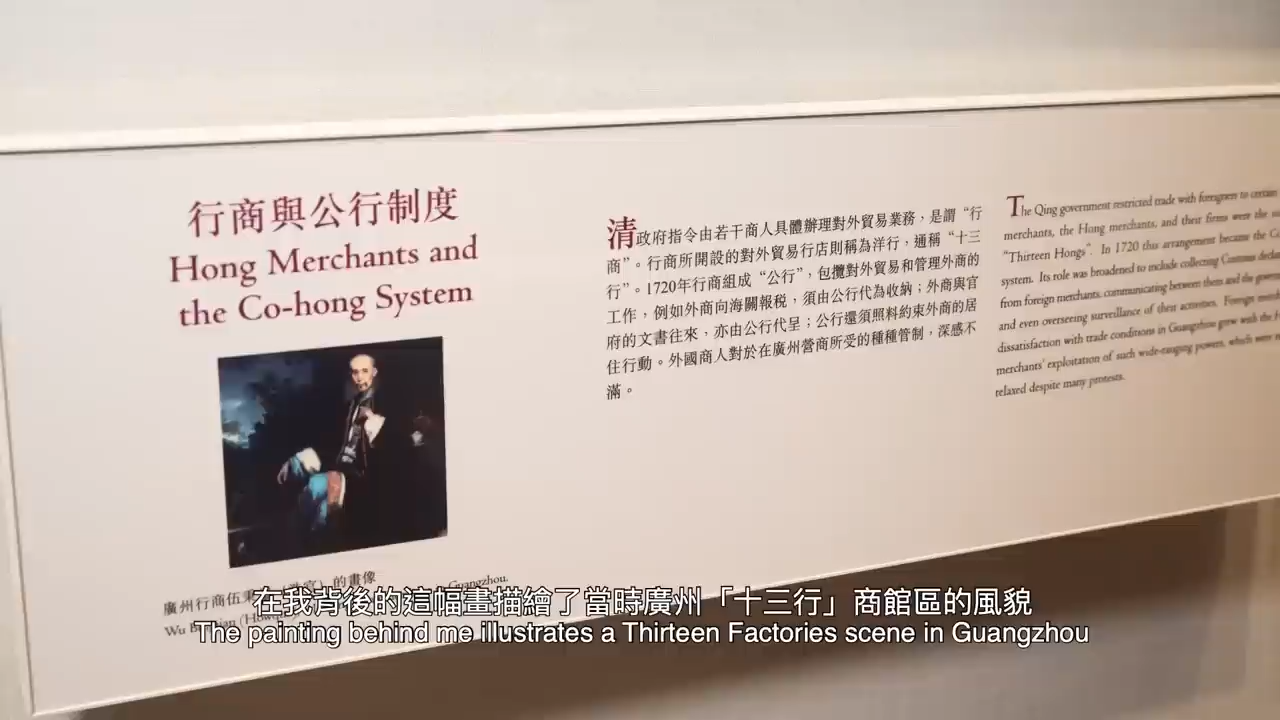 行商與公行制度
Hong Merchants and
the Co-hong System
清政府指令由若干商人具體辦理對外貿易業務，是謂“行
商”。行商所開設的對外貿易行店則稱為洋行，通稱“十三
行”。1720年行商組成“公行”，包攬對外貿易和管理外商的
工作，例如外商向海關報税，須由公行代為收納；外商與官
府的文書往來，亦由公行代呈；公行還須照料約束外商的居
住行動。外國商人對於在廣州營商所受的種種管制，深感不
滿。
The Qing government restricted trade with foreigners to certain
merchants, the Hong merchants, and their firms were the
“Thirteen Hongs”. In 1720 this arrangement became the
system. Its role was broadened to include collecting Customs
from foreign merchants, communicating between them and the
and even overseeing surveillance of their activities. Foreign
dissatisfaction with trade conditions in Guangzhou grew with the
merchants' exploitation of such wide-ranging powers, which were
relaxed despite many protests.
廣州行商伍秉 的畫像
Wu Guangzhou.
在我背後的這幅畫描繪了當時廣州「十三行」商館區的風貌
The painting behind me illustrates a Thirteen Factories scene in Guangzhou